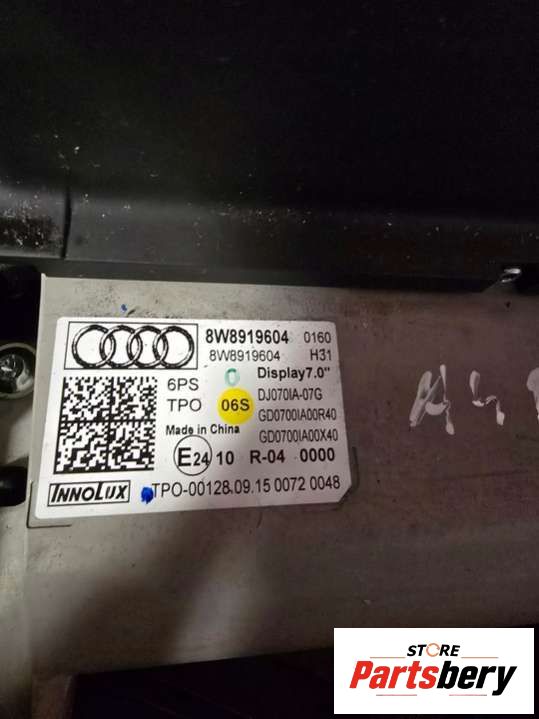 8W8919604 0160
8W8919604 H31
Display7.0"
6PS
DJ070IA-07G
TPO
06S
GD0700IA00R40
GD0700IA00X40
Made in China
E24 10 R-04 0000
INNOLUX
TPO-00128.09.15 0072 0048
A4
STORE
Partsbery